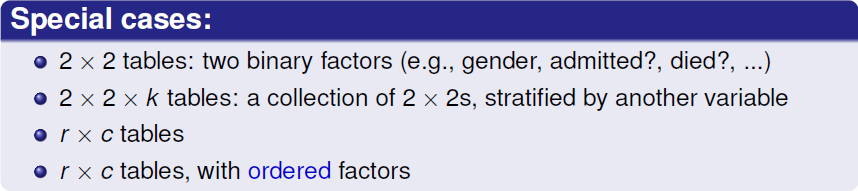 Special cases:
2 × 2 tables: two binary factors (e.g., gender, admitted?, died?, ...)
2 × 2 × k tables: a collection of 2 × 2s, stratified by another variable
r × c tables
r × c tables, with ordered factors